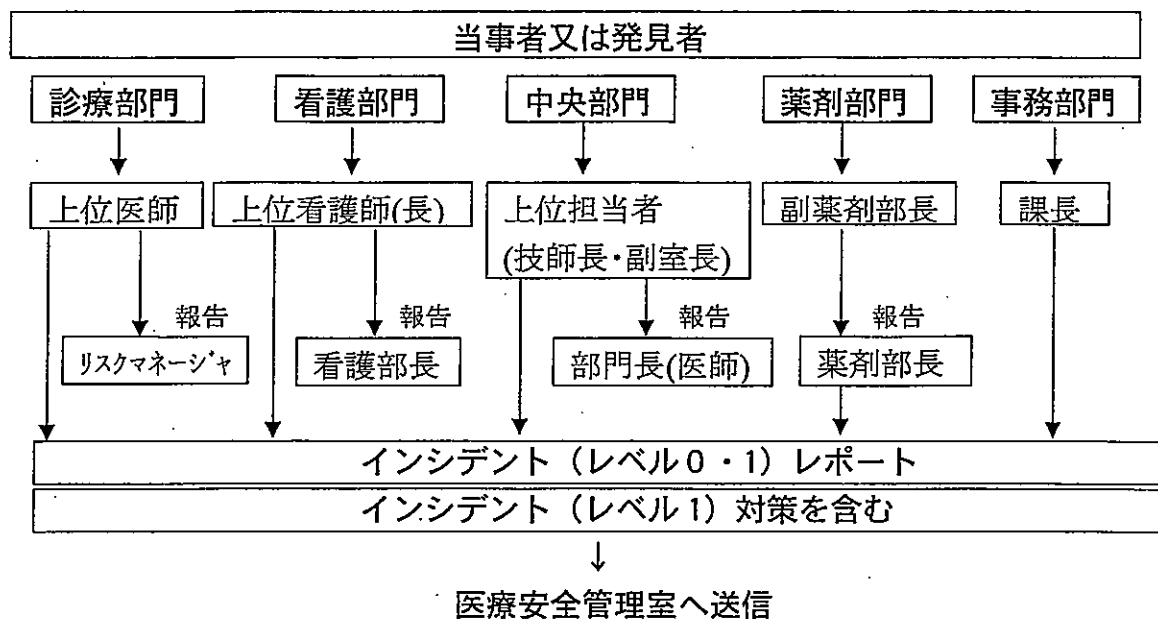 当事者又は発見者
診療部門 看護部門 中央部門 薬剤部門 事務部門
上位医師 上位看護師(長) 上位担当者 副薬剤部長 課長
(技師長・副室長)
報告 報告 報告 報告
リスクマネージャ 看護部長 部門長(医師) 薬剤部長
インシデント（レベル０・１）レポート
インシデント（レベル１）対策を含む
↓
医療安全管理室へ送信